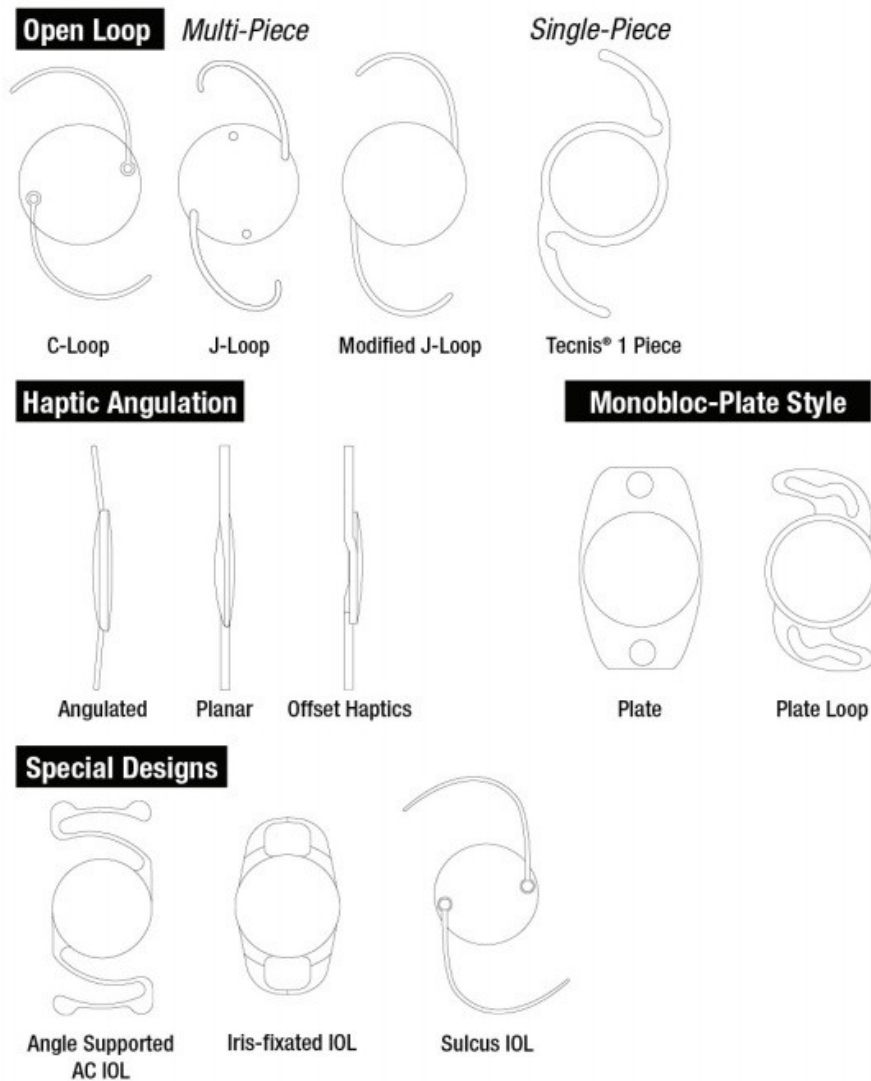 Open Loop Multi-Piece Single-Piece
C-Loop J-Loop Modified J-Loop Tecnis® 1 Piece
Haptic Angulation Monobloc-Plate Style
Angulated Planar Offset Haptics Plate Plate Loop
Special Designs
Angle Supported Iris-fixated IOL Sulcus IOL
AC IOL